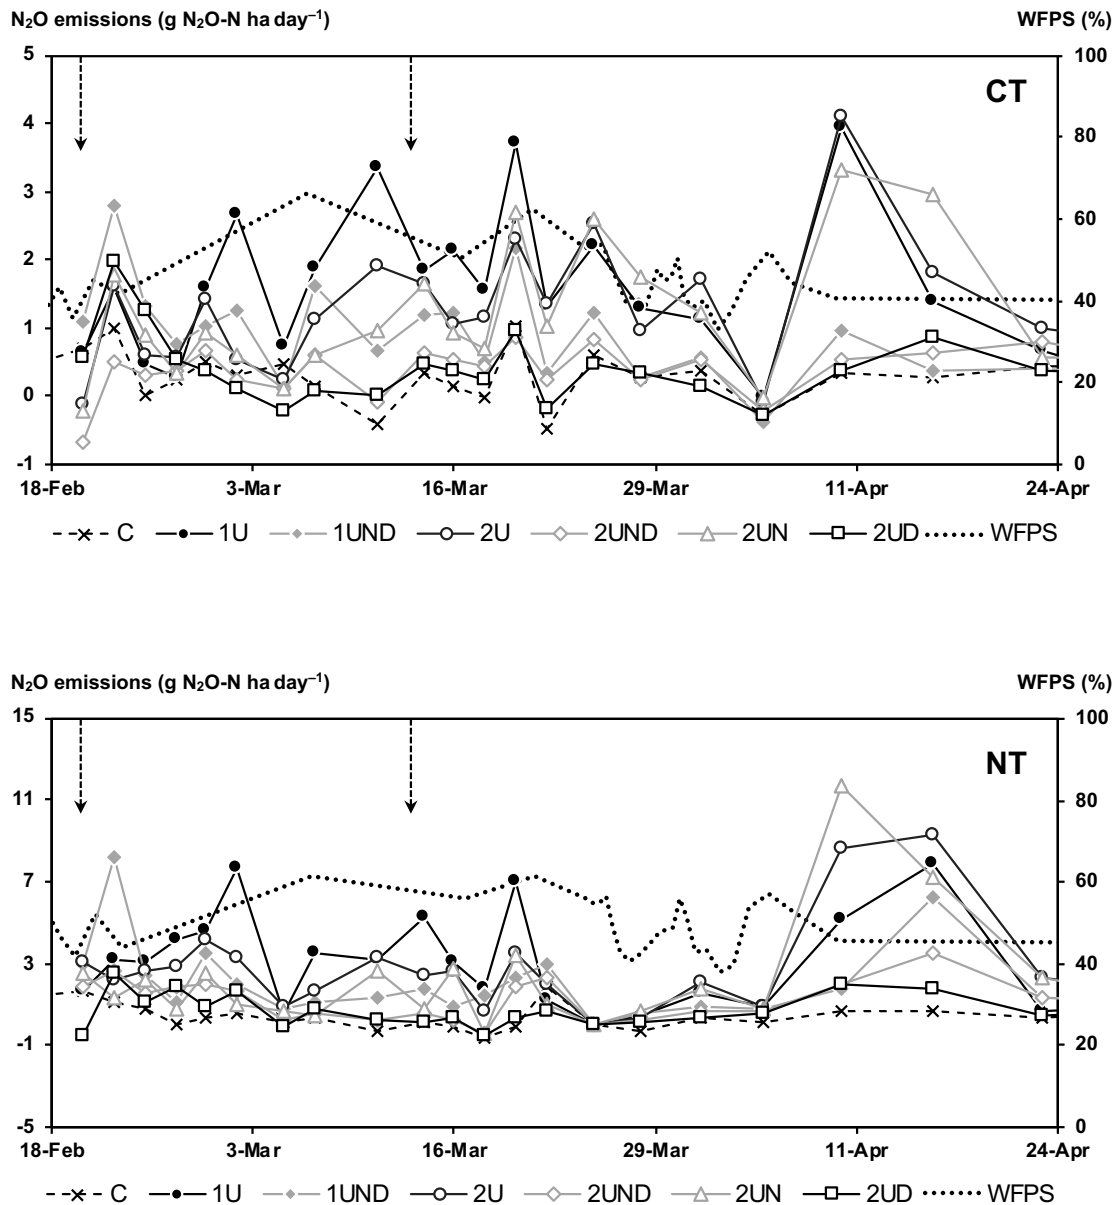 N₂O emissions (g N₂O-N ha day⁻¹) WFPS (%)
5 100
CT
4 80
3 60
2
1 40
0 20
-1 0
18-Feb 3-Mar 16-Mar 29-Mar 11-Apr 24-Apr
C 1U 1UND 2U 2UND 2UN 2UD WFPS
N₂O emissions (g N₂O-N ha day⁻¹) WFPS (%)
15 100
NT
11 80
7 60
3 40
-1 20
-5 0
18-Feb 3-Mar 16-Mar 29-Mar 11-Apr 24-Apr
C 1U 1UND 2U 2UND 2UN 2UD WFPS